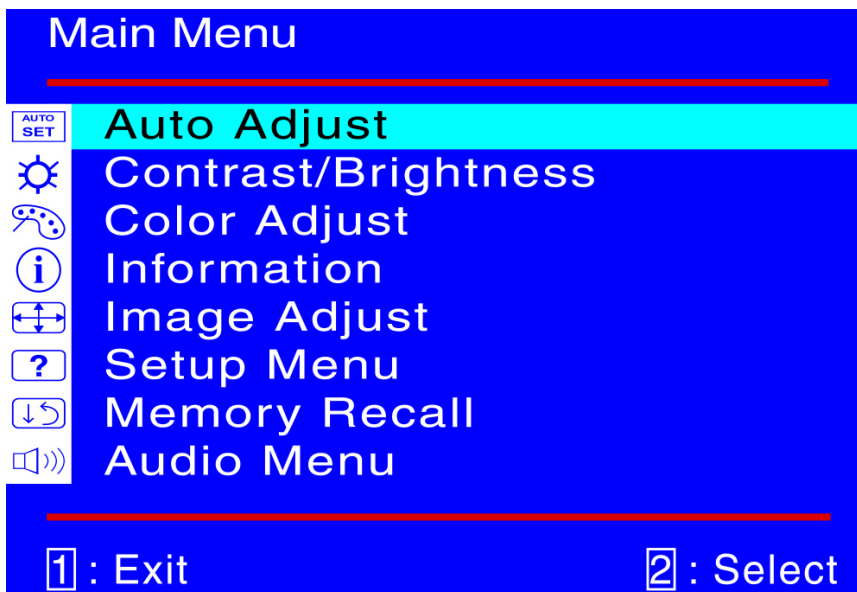 Main Menu
AUTO
SET
Auto Adjust
Contrast/Brightness
Color Adjust
i
Information
Image Adjust
?
Setup Menu
Memory Recall
Audio Menu
1 : Exit
2 : Select